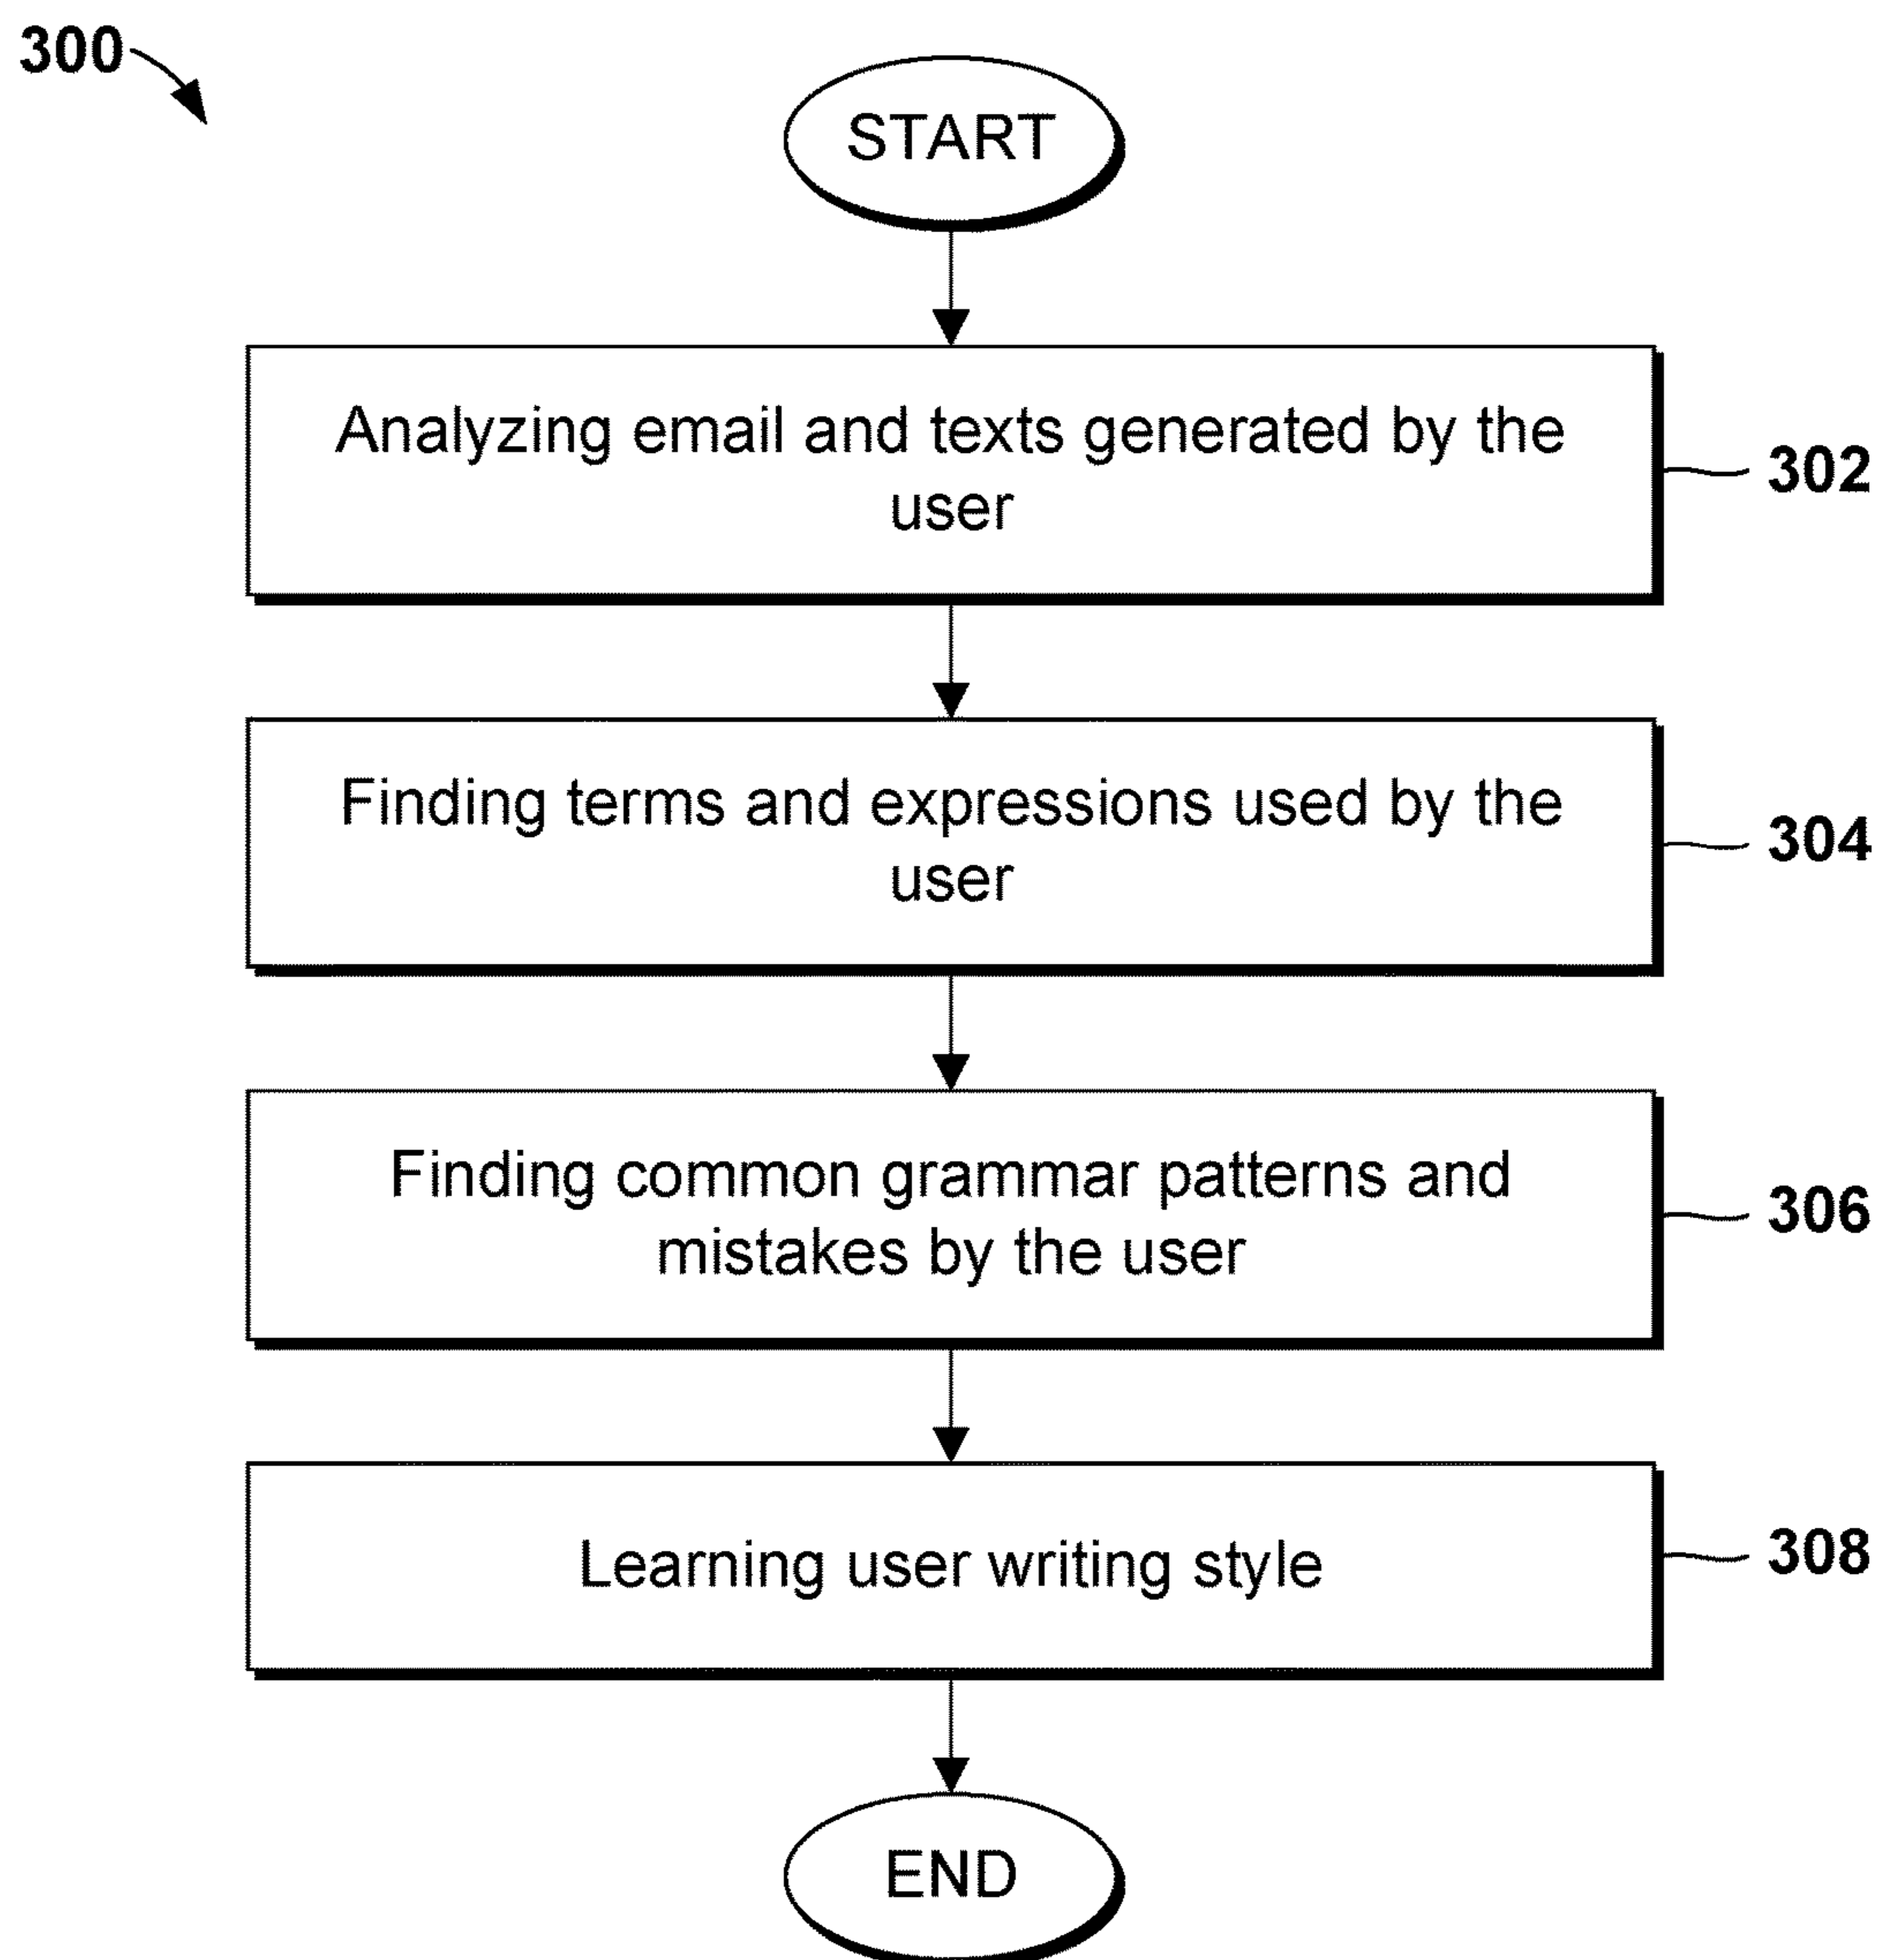 300
START
Analyzing email and texts generated by the
user
302
Finding terms and expressions used by the
user
304
Finding common grammar patterns and
mistakes by the user
306
Learning user writing style
308
END